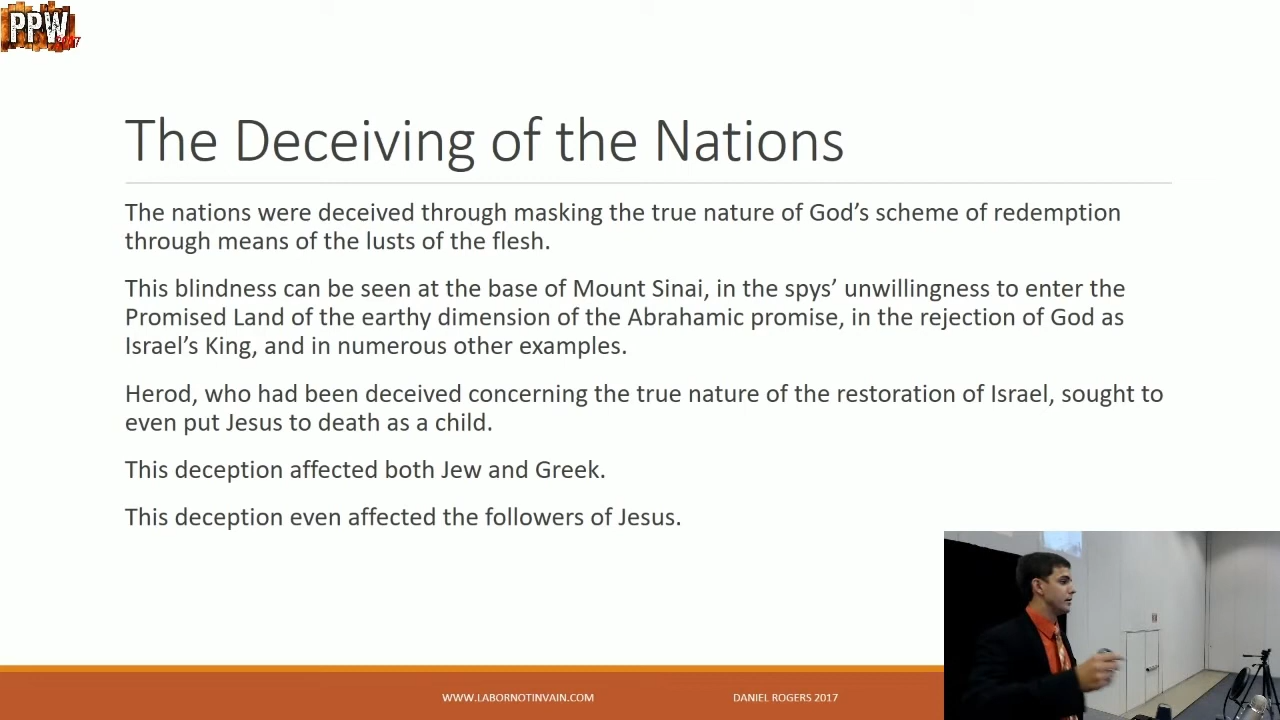 PPW
2017
The Deceiving of the Nations
The nations were deceived through masking the true nature of God’s scheme of redemption
through means of the lusts of the flesh.
This blindness can be seen at the base of Mount Sinai, in the spys’ unwillingness to enter the
Promised Land of the earthy dimension of the Abrahamic promise, in the rejection of God as
Israel’s King, and in numerous other examples.
Herod, who had been deceived concerning the true nature of the restoration of Israel, sought to
even put Jesus to death as a child.
This deception affected both Jew and Greek.
This deception even affected the followers of Jesus.
WWW.LABORNOTINVAIN.COM
DANIEL ROGERS 2017